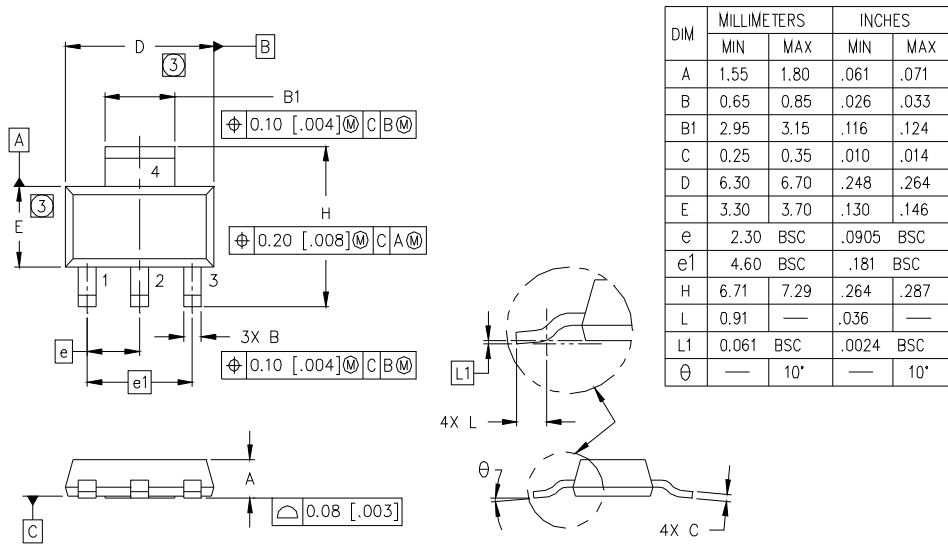 D
B
3
B1
⌖ 0.10 [.004]Ⓜ C BⓂ
A
4
3
E
H
⌖ 0.20 [.008]Ⓜ C AⓂ
1 2 3
e
3X B
e1
⌖ 0.10 [.004]Ⓜ C BⓂ
L1
4X L
A
⌓ 0.08 [.003]
C
θ
4X C
DIM MILLIMETERS INCHES
MIN MAX MIN MAX
A 1.55 1.80 .061 .071
B 0.65 0.85 .026 .033
B1 2.95 3.15 .116 .124
C 0.25 0.35 .010 .014
D 6.30 6.70 .248 .264
E 3.30 3.70 .130 .146
e 2.30 BSC .0905 BSC
e1 4.60 BSC .181 BSC
H 6.71 7.29 .264 .287
L 0.91 — .036 —
L1 0.061 BSC .0024 BSC
θ — 10° — 10°